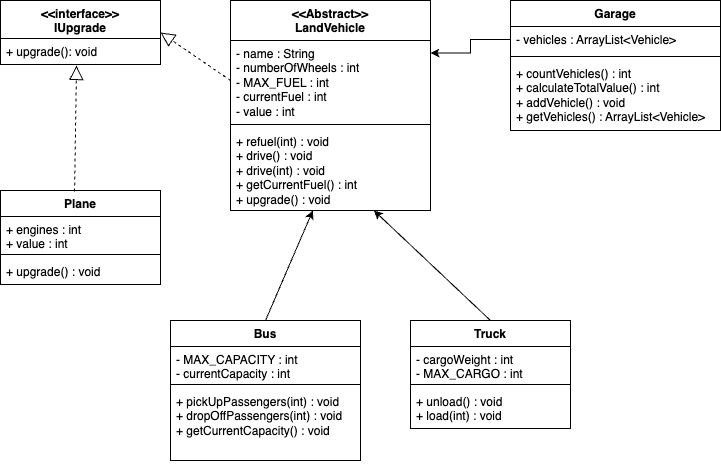 <<interface>>
IUpgrade
+ upgrade(): void
<<Abstract>>
LandVehicle
- name : String
- numberOfWheels : int
- MAX_FUEL : int
- currentFuel : int
- value : int
+ refuel(int) : void
+ drive() : void
+ drive(int) : void
+ getCurrentFuel() : int
+ upgrade() : void
Garage
- vehicles : ArrayList<Vehicle>
+ countVehicles() : int
+ calculateTotalValue() : int
+ addVehicle() : void
+ getVehicles() : ArrayList<Vehicle>
Plane
+ engines : int
+ value : int
+ upgrade() : void
Bus
- MAX_CAPACITY : int
- currentCapacity : int
+ pickUpPassengers(int) : void
+ dropOffPassengers(int) : void
+ getCurrentCapacity() : void
Truck
- cargoWeight : int
- MAX_CARGO : int
+ unload() : void
+ load(int) : void